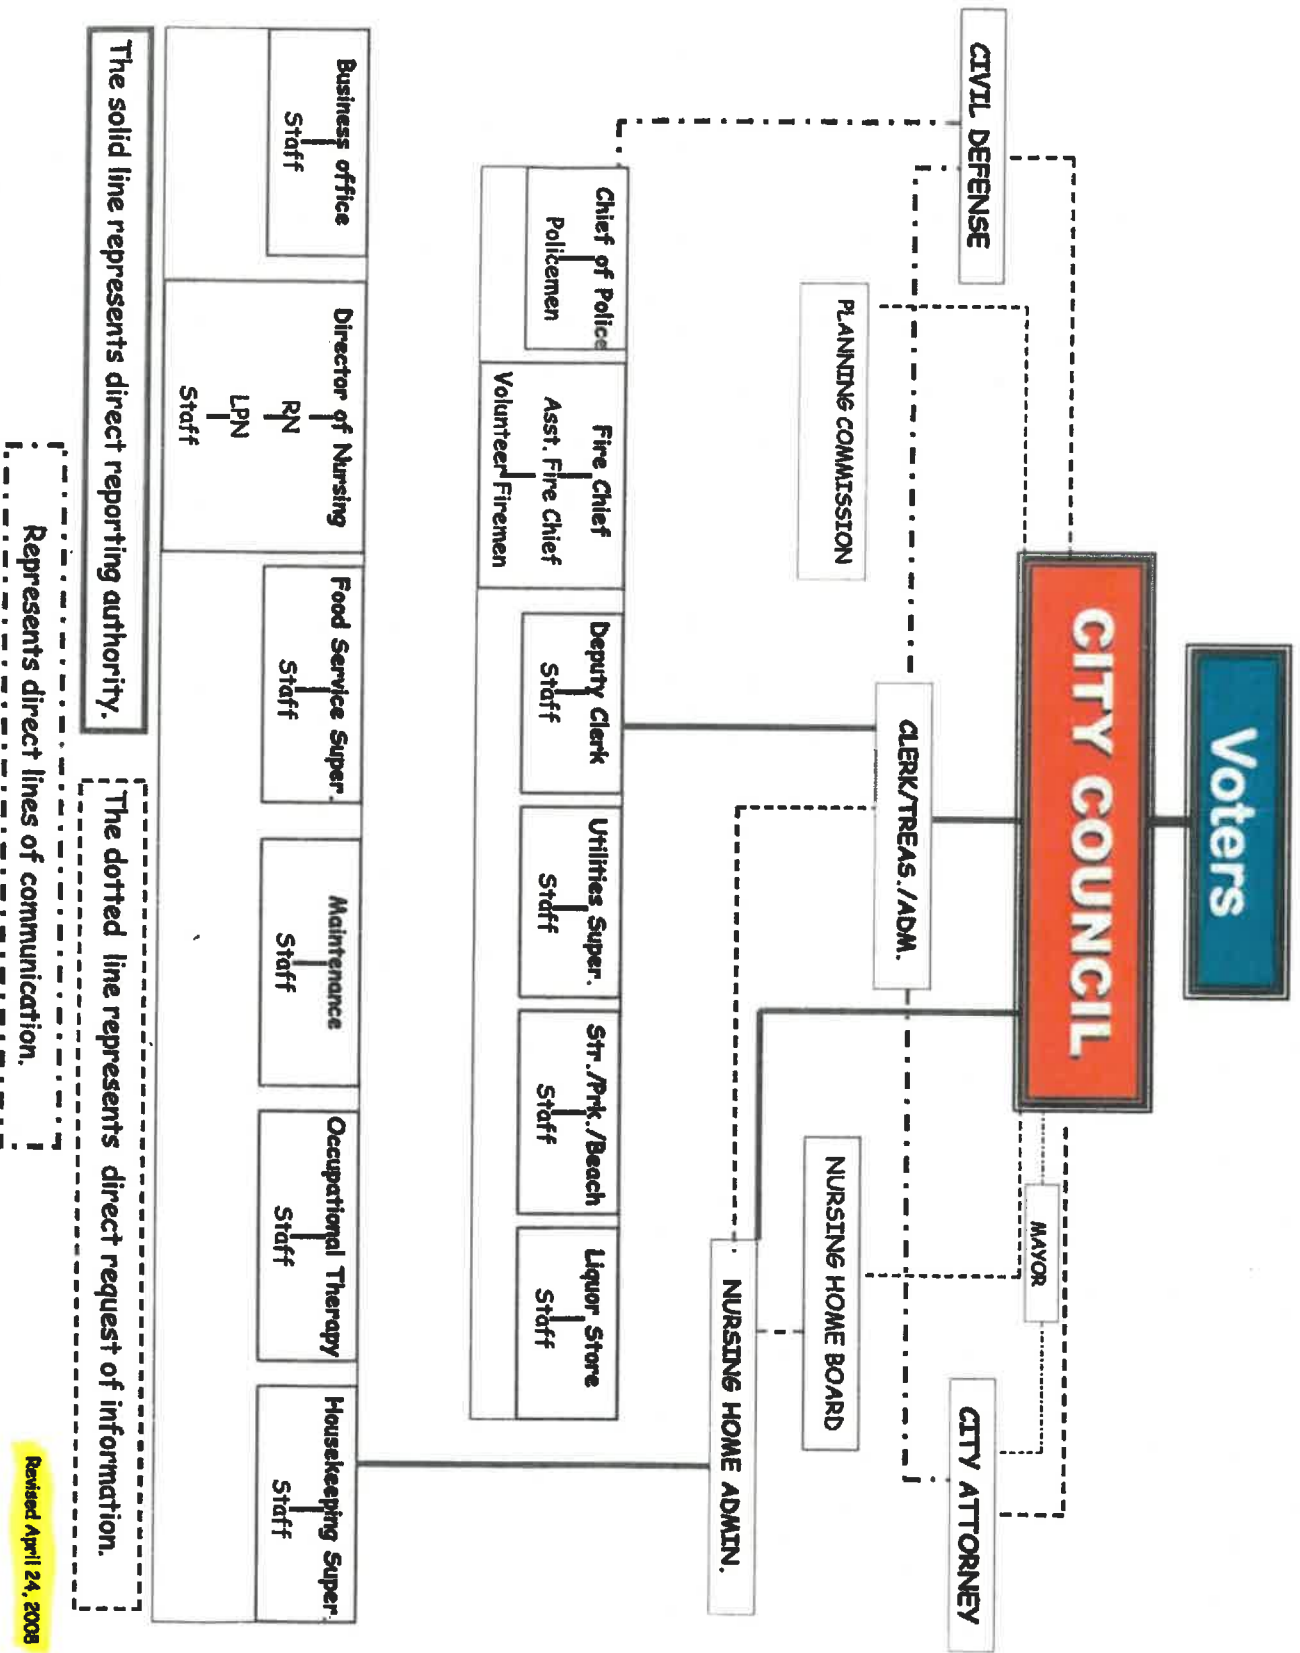 Voters
CITY COUNCIL
MAYOR
CIVIL DEFENSE
CITY ATTORNEY
PLANNING COMMISSION
CLERK/TREAS./ADM.
NURSING HOME BOARD
NURSING HOME ADMIN.
Chief of Police
Policemen
Fire Chief
Asst. Fire Chief
Volunteer Firemen
Deputy Clerk
Staff
Utilities Super.
Staff
Str./Prk./Beach
Staff
Liquor Store
Staff
Business office
Staff
Director of Nursing
RN
LPN
Staff
Food Service Super.
Staff
Maintenance
Staff
Occupational Therapy
Staff
Housekeeping Super.
Staff
The solid line represents direct reporting authority.
The dotted line represents direct request of information.
Represents direct lines of communication.
Revised April 24, 2008